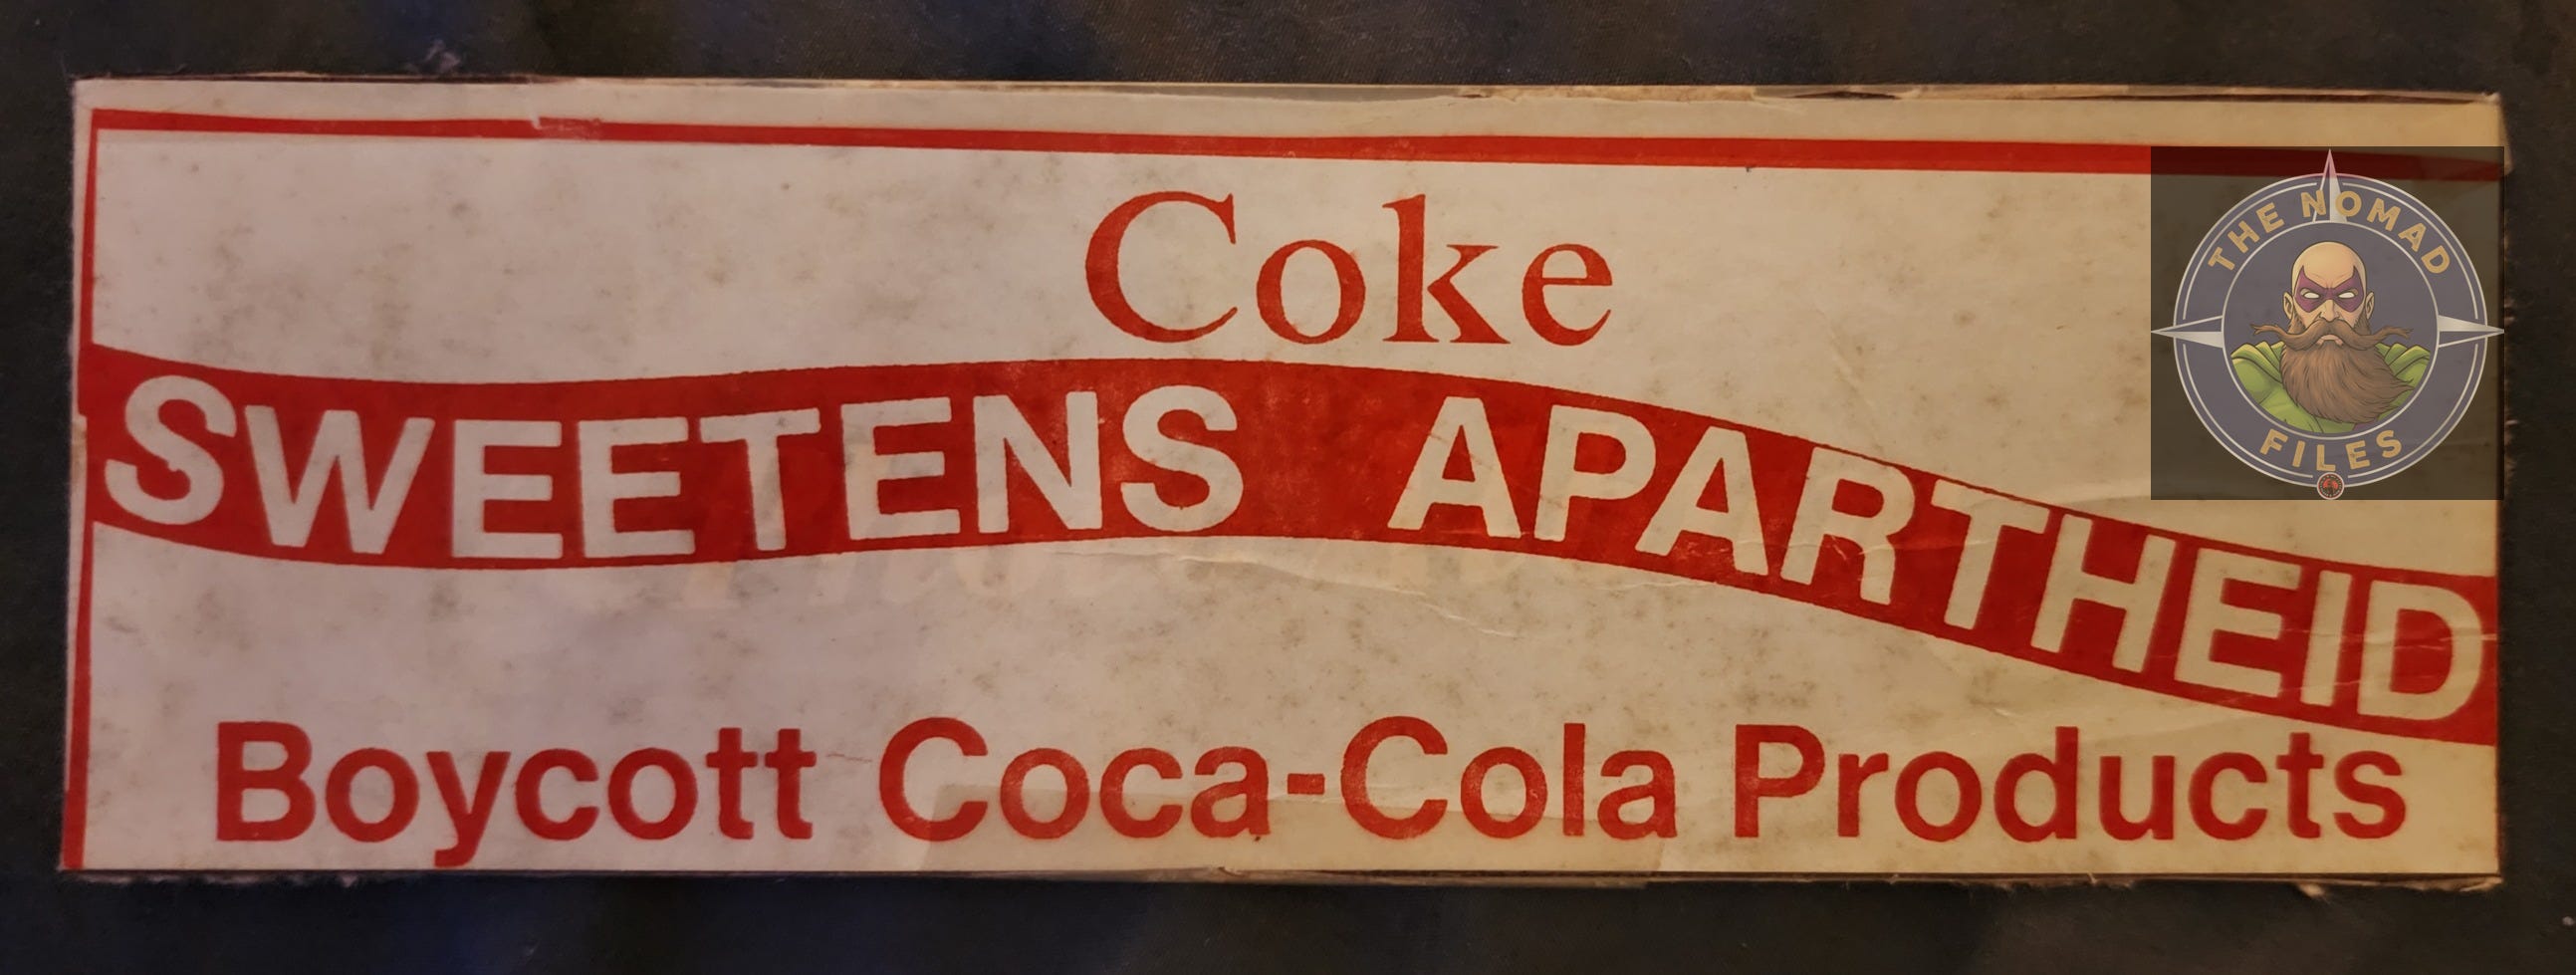 Coke
SWEETENS APARTHEID
Boycott Coca-Cola Products
THE NOMAD
FILES